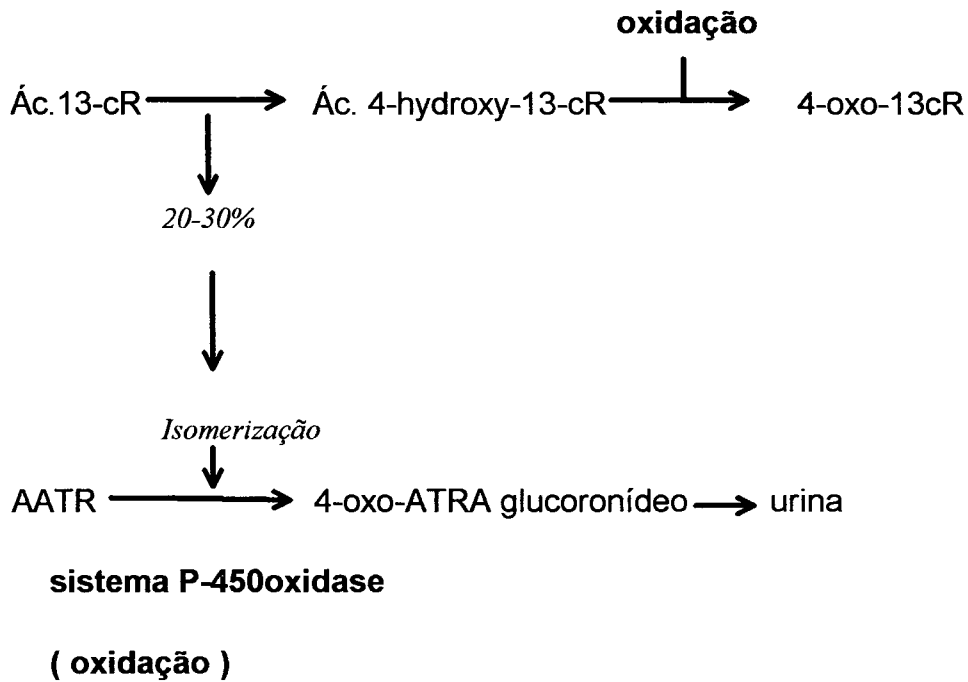 oxidação
Ác.13-cR Ác. 4-hydroxy-13-cR 4-oxo-13cR
20-30%
Isomerização
AATR 4-oxo-ATRA glucoronídeo urina
sistema P-450oxidase
( oxidação )